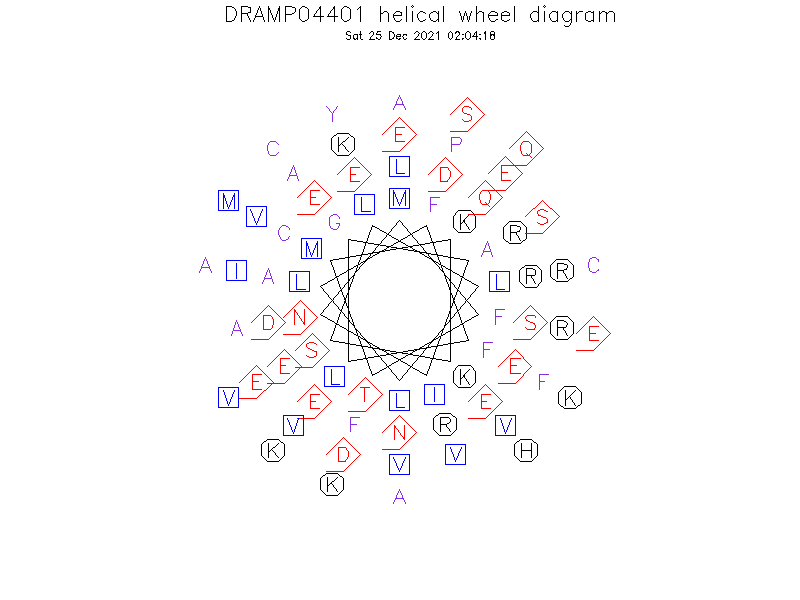 DRAMP04401 helical wheel diagram
Sat 25 Dec 2021 02:04:18
A
Y K E S
C E L P Q
A E E L M D F Q E
M V C G K R S
A I A M A L R R C
A D N L F S R E
V E E S L F K E F K
K V E F T L I R E V H
K D N V V
A